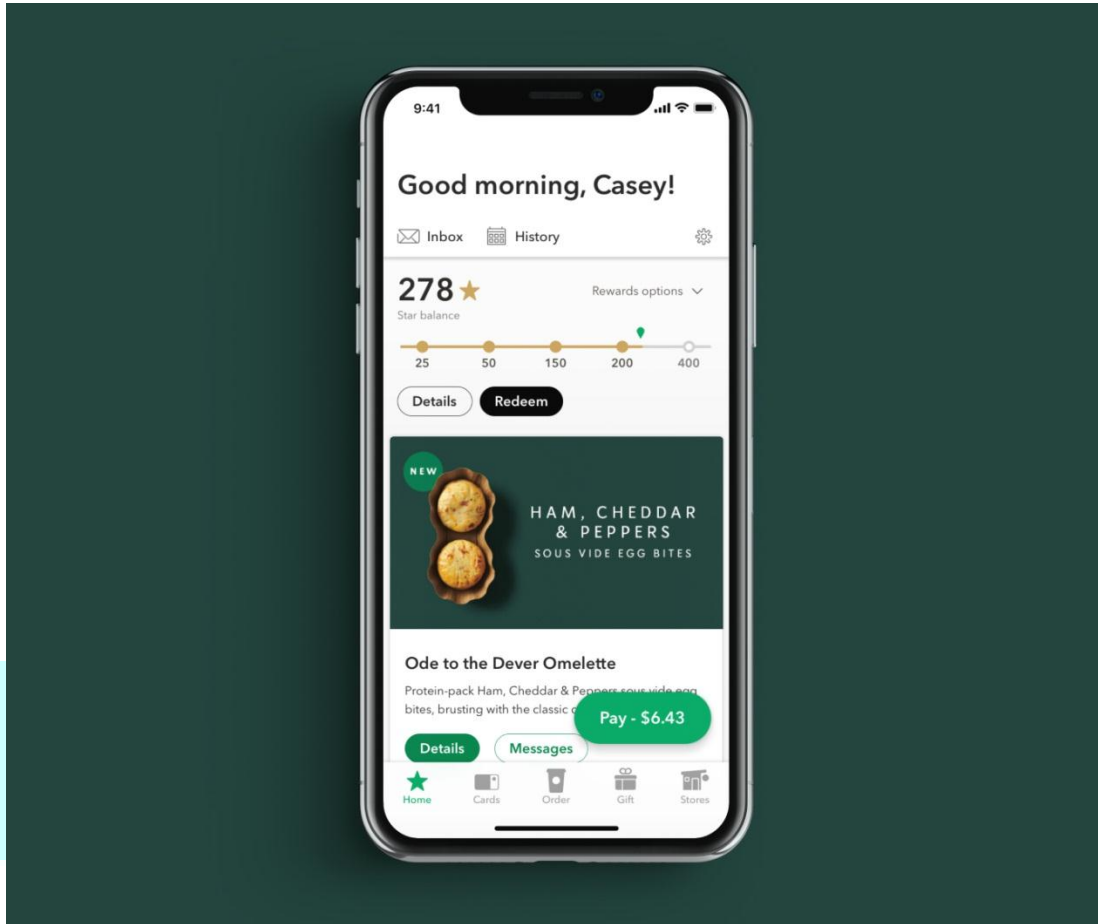 9:41
Good morning, Casey!
Inbox History
278
Rewards options
Star balance
25 50 150 200 400
Details Redeem
NEW
HAM, CHEDDAR
& PEPPERS
SOUS VIDE EGG BITES
Ode to the Dever Omelette
Protein-pack Ham, Cheddar & Peppers sous vide egg
bites, brusting with the classic
Pay - $6.43
Details Messages
Home Cards Order Gift Stores